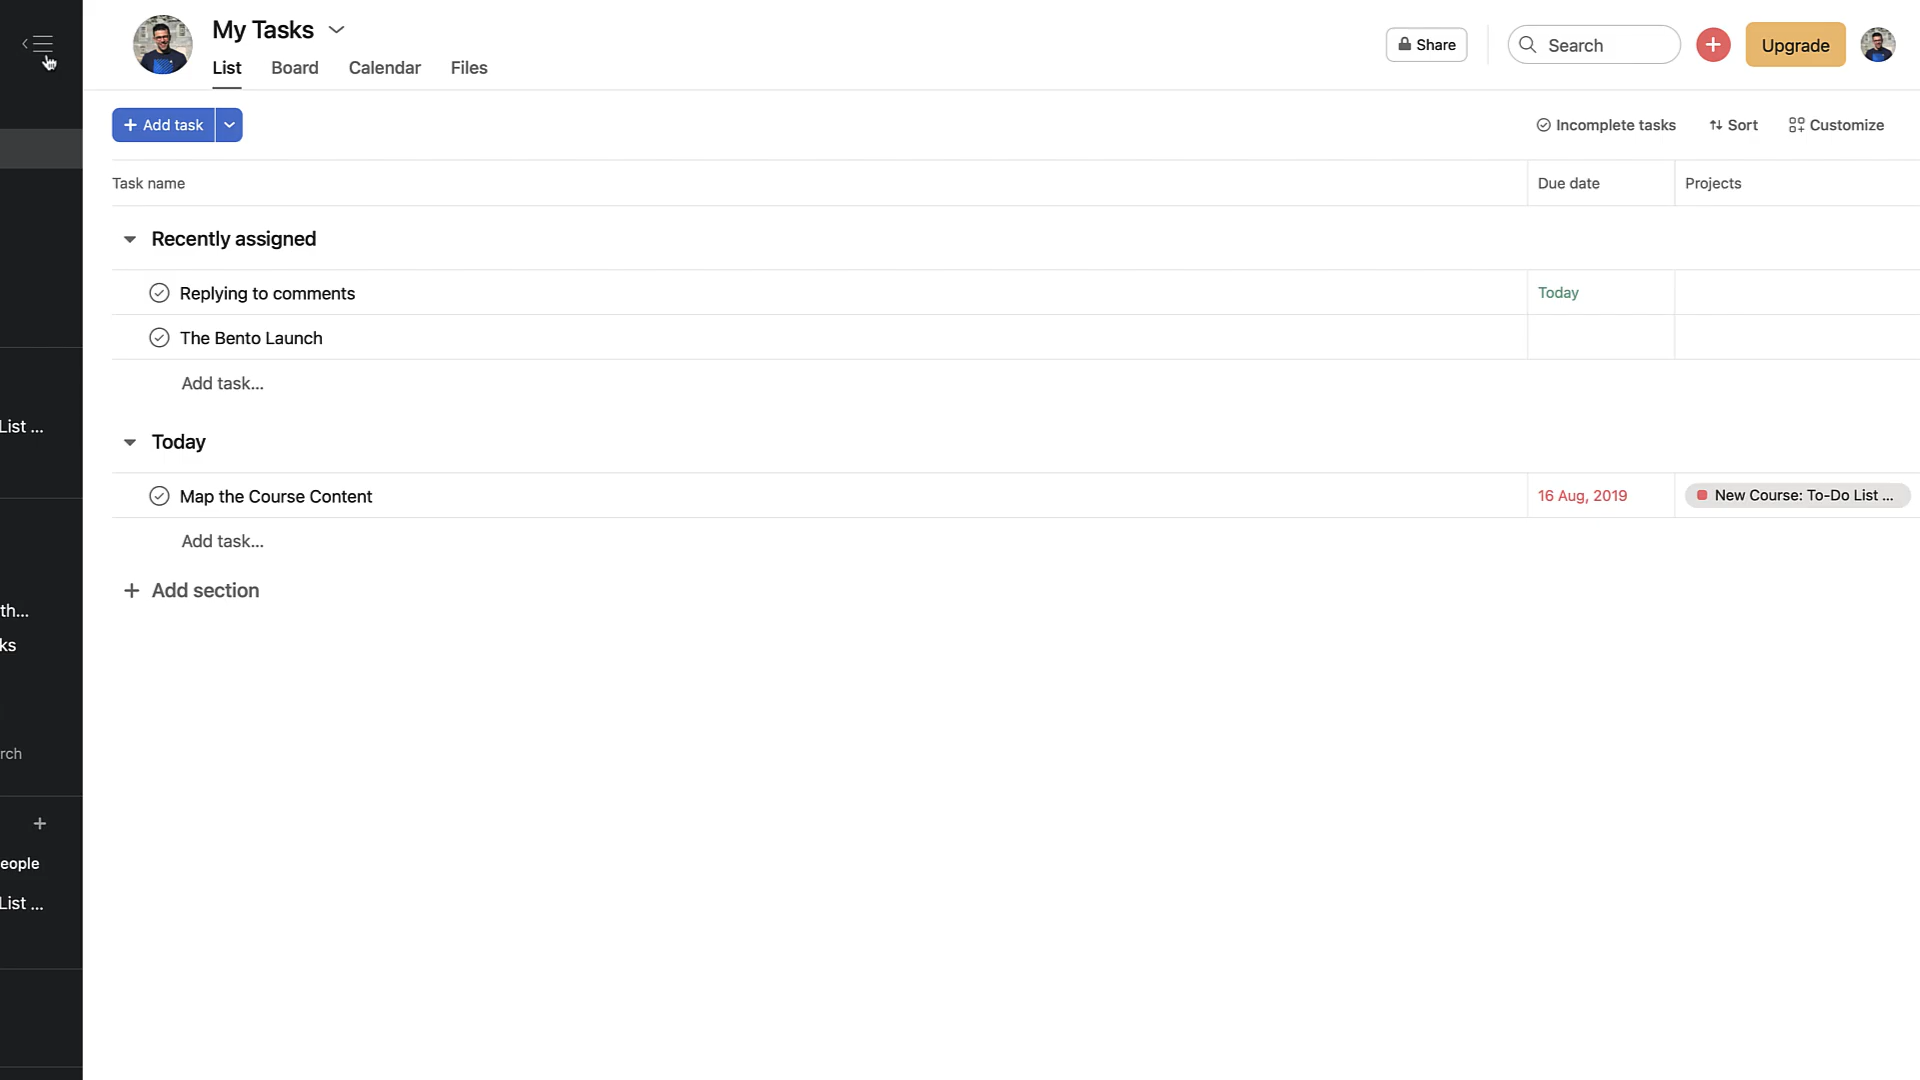 My Tasks
List
Board
Calendar
Files
Share
Search
Upgrade
Add task
Incomplete tasks
Sort
Customize
Task name
Due date
Projects
Recently assigned
Replying to comments
Today
The Bento Launch
Add task...
List ...
Today
Map the Course Content
16 Aug, 2019
New Course: To-Do List ...
Add task...
Add section
th...
ks
rch
eople
List ...